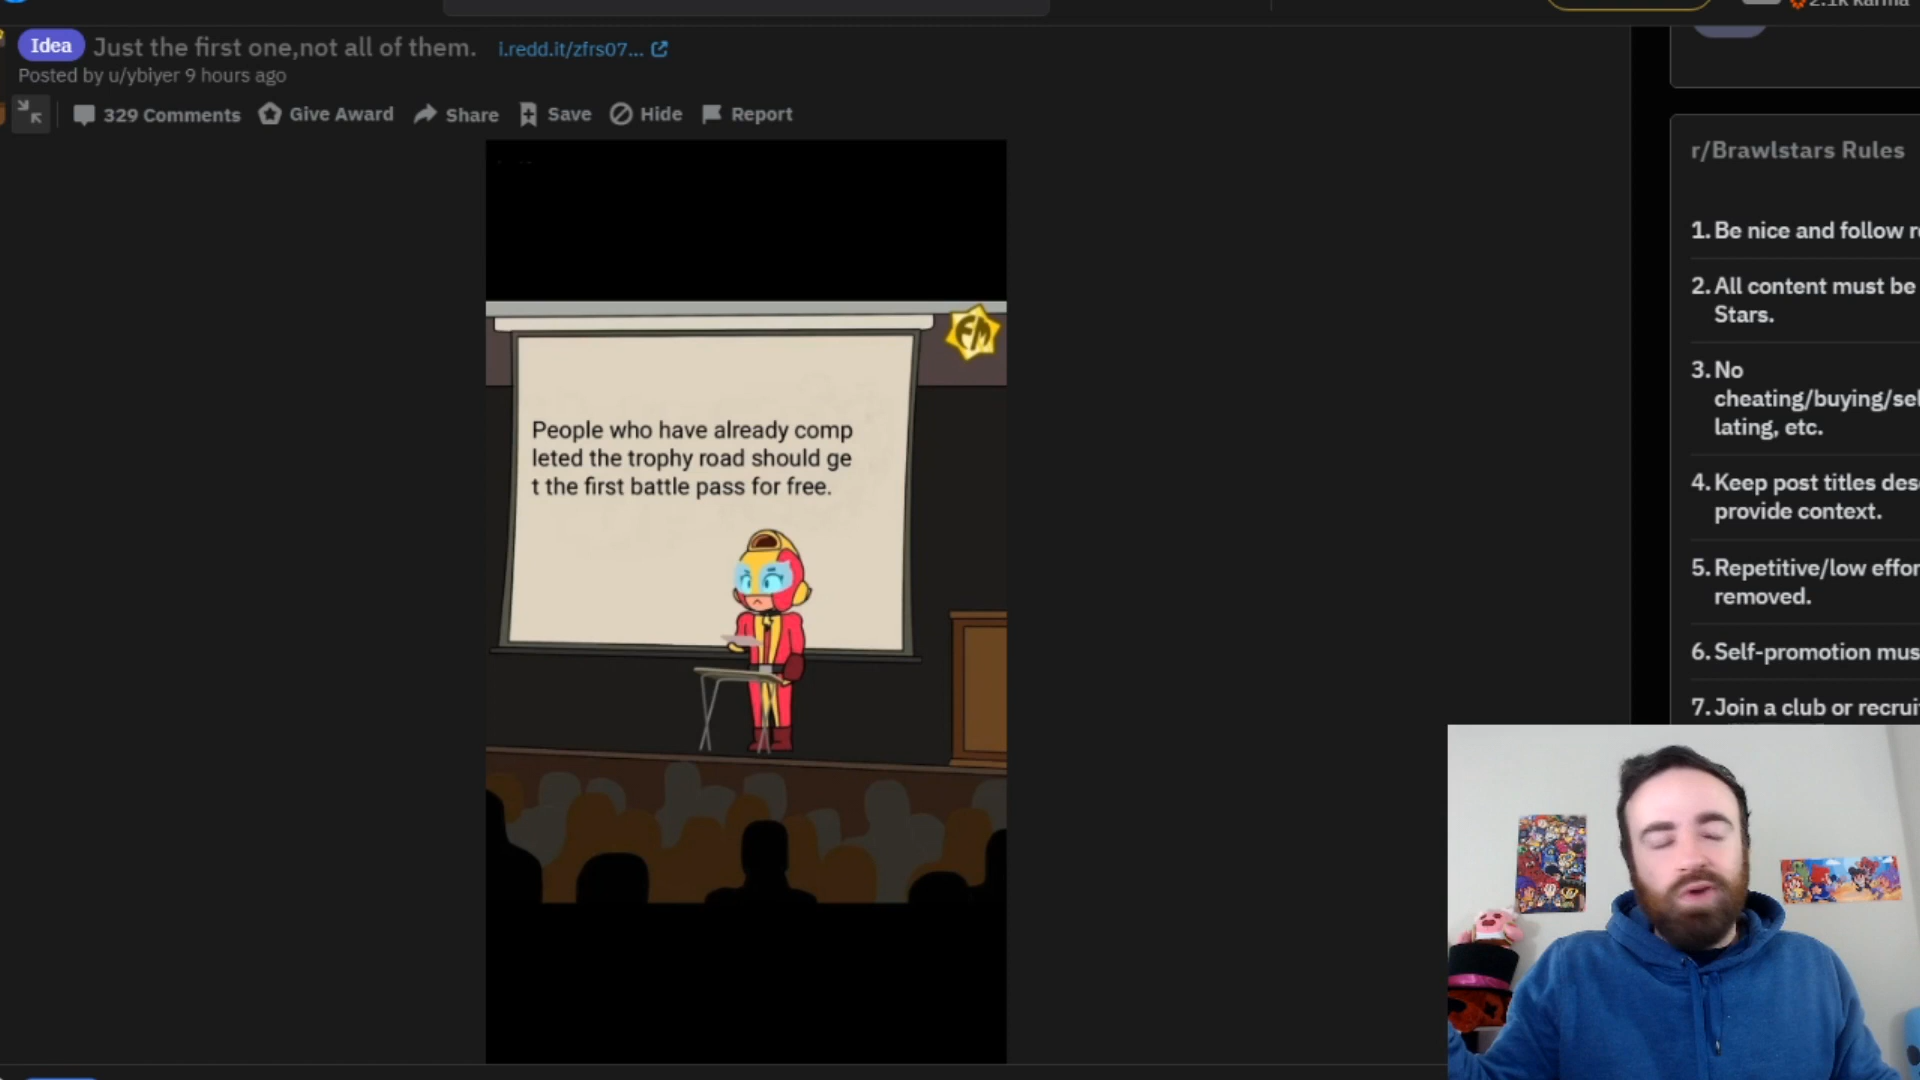 2.1k karma
Idea Just the first one,not all of them. i.redd.it/zfrs07...
Posted by u/ybiyer 9 hours ago
329 Comments Give Award Share Save Hide Report
EM
People who have already comp
leted the trophy road should ge
t the first battle pass for free.
r/Brawlstars Rules
1. Be nice and follow r
2. All content must be
Stars.
3. No
cheating/buying/sel
lating, etc.
4. Keep post titles des
provide context.
5. Repetitive/low effor
removed.
6. Self-promotion mus
7. Join a club or recrui